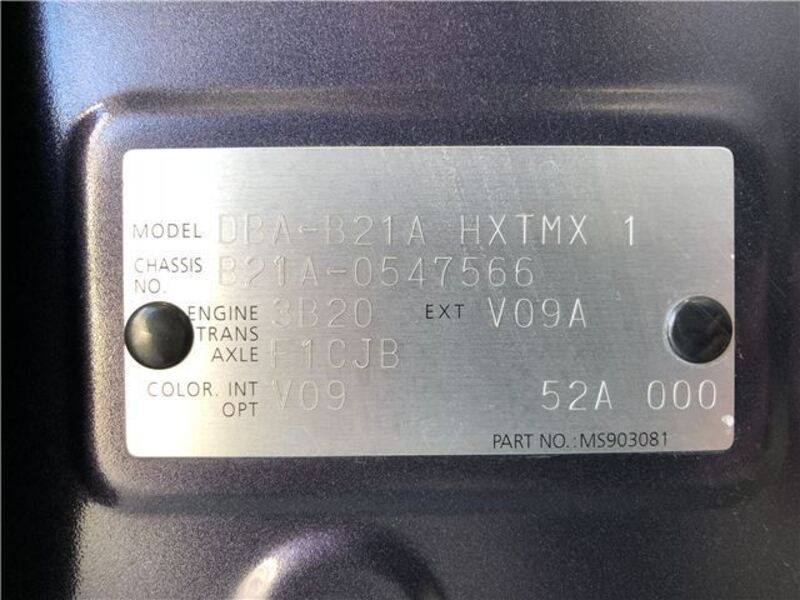 MODEL DBA-B21A HXTMX 1
CHASSIS NO. B21A-0547566
ENGINE 3B20 EXT V09A
TRANS AXLE F1CJB
COLOR. INT OPT V09 52A 000
PART NO.:MS903081